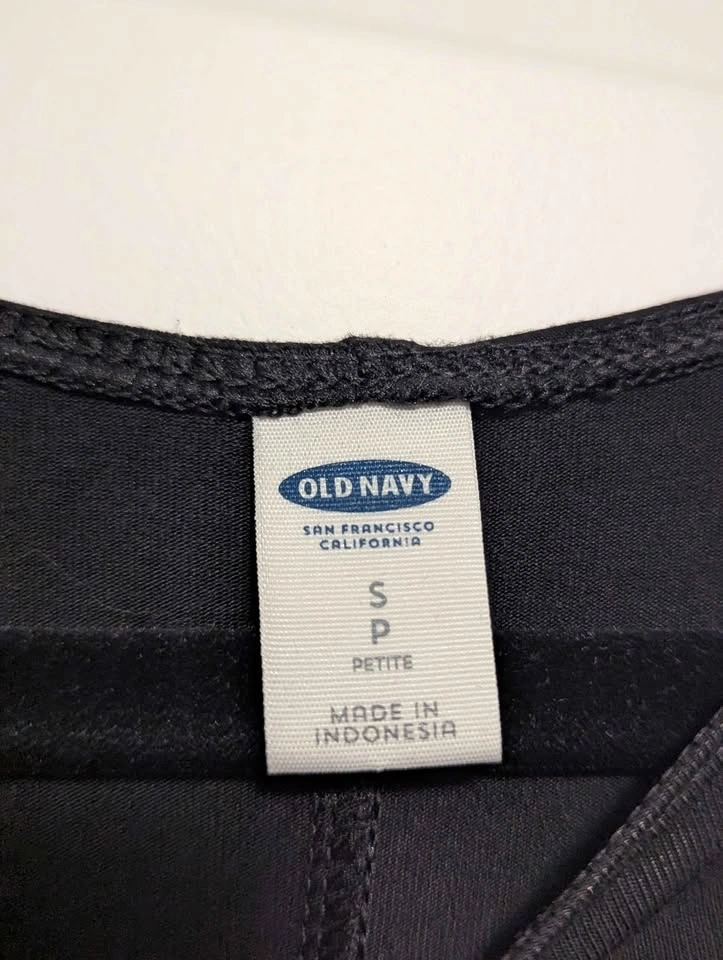 OLD NAVY
SAN FRANCISCO
CALIFORNIA
S
P
PETITE
MADE IN
INDONESIA